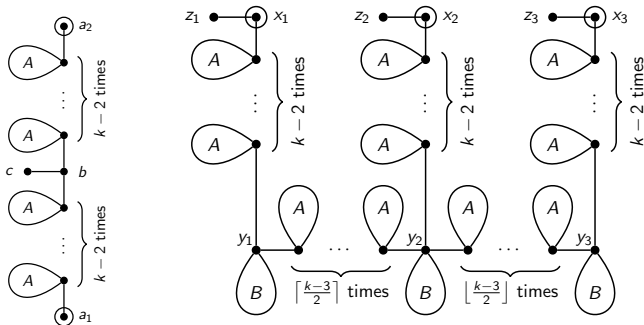 a₂
A
⋮
k − 2 times
A
c
b
A
⋮
k − 2 times
A
a₁
z₁ x₁ z₂ x₂ z₃ x₃
A A A
⋮ ⋮ ⋮
k − 2 times k − 2 times k − 2 times
A A A
A A A A
y₁ … y₂ … y₃
B ⌈(k−3)/2⌉ times B ⌊(k−3)/2⌋ times B